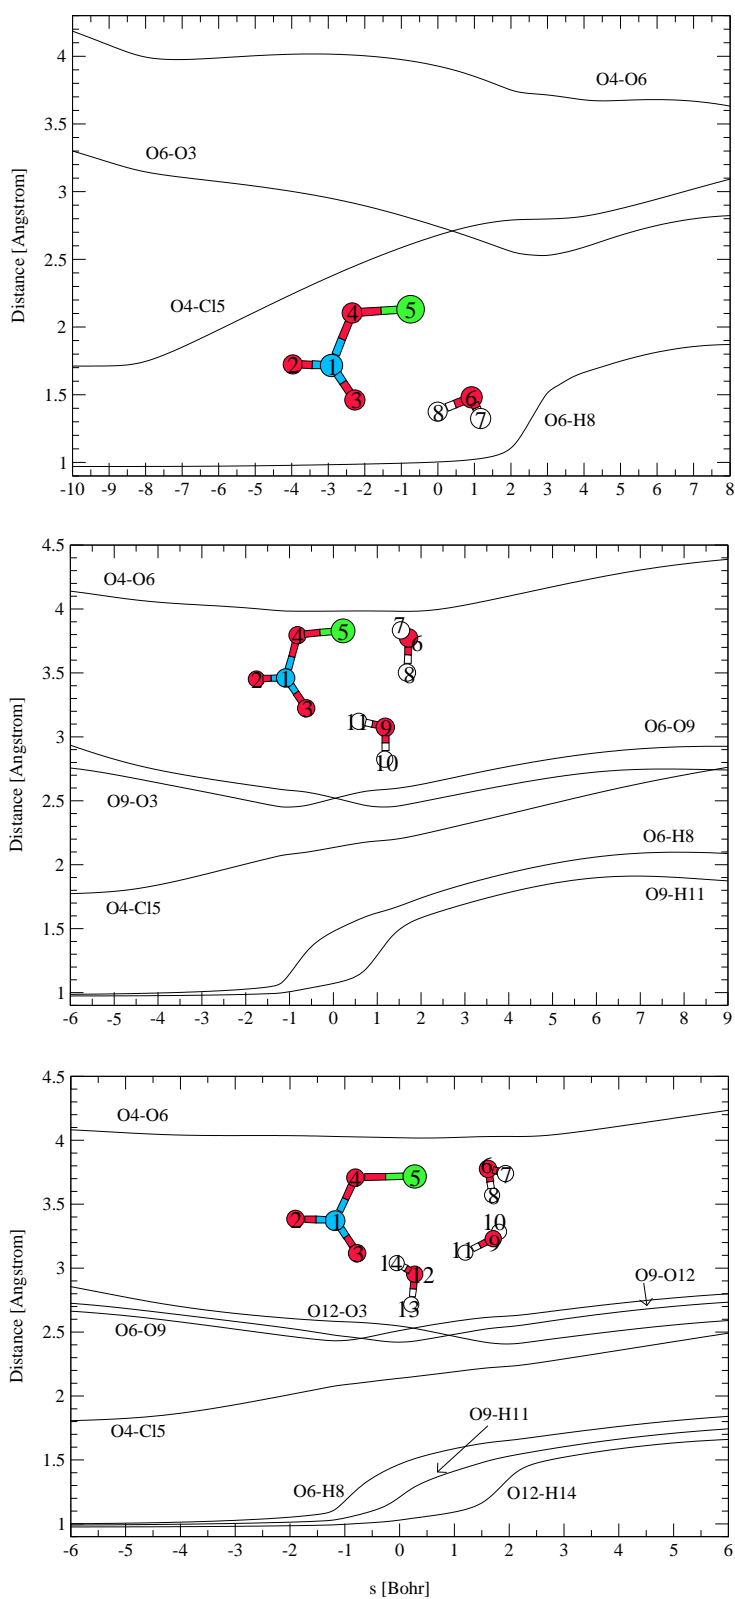 4
O4-O6
3.5
O6-O3
3
Distance [Angstrom]
2.5
O4-Cl5
4
5
2
2
1
1.5
3
8
6
7
O6-H8
1
-10 -9 -8 -7 -6 -5 -4 -3 -2 -1 0 1 2 3 4 5 6 7 8
4.5
O4-O6
4
7
4
5
6
3.5
2
1
8
3
11
9
O6-O9
3
10
Distance [Angstrom]
O9-O3
2.5
O6-H8
2
O4-Cl5
O9-H11
1.5
1
-6 -5 -4 -3 -2 -1 0 1 2 3 4 5 6 7 8 9
4.5
O4-O6
4
6
7
4
5
8
3.5
2
1
10
11
9
3
14
12
3
O9-O12
13
O12-O3
O6-O9
2.5
Distance [Angstrom]
2
O4-Cl5
O9-H11
1.5
O6-H8
O12-H14
1
-6 -5 -4 -3 -2 -1 0 1 2 3 4 5 6
s [Bohr]